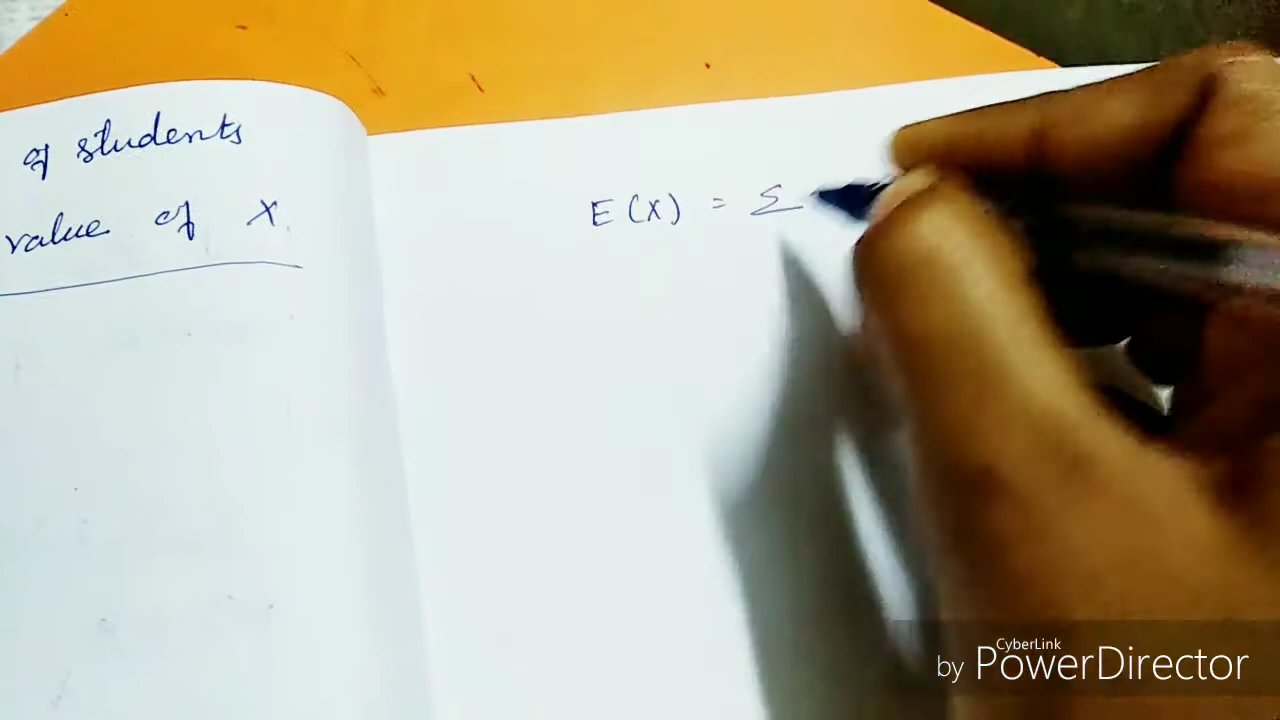 of students
value of X.
E(X) = Σ
CyberLink
by PowerDirector